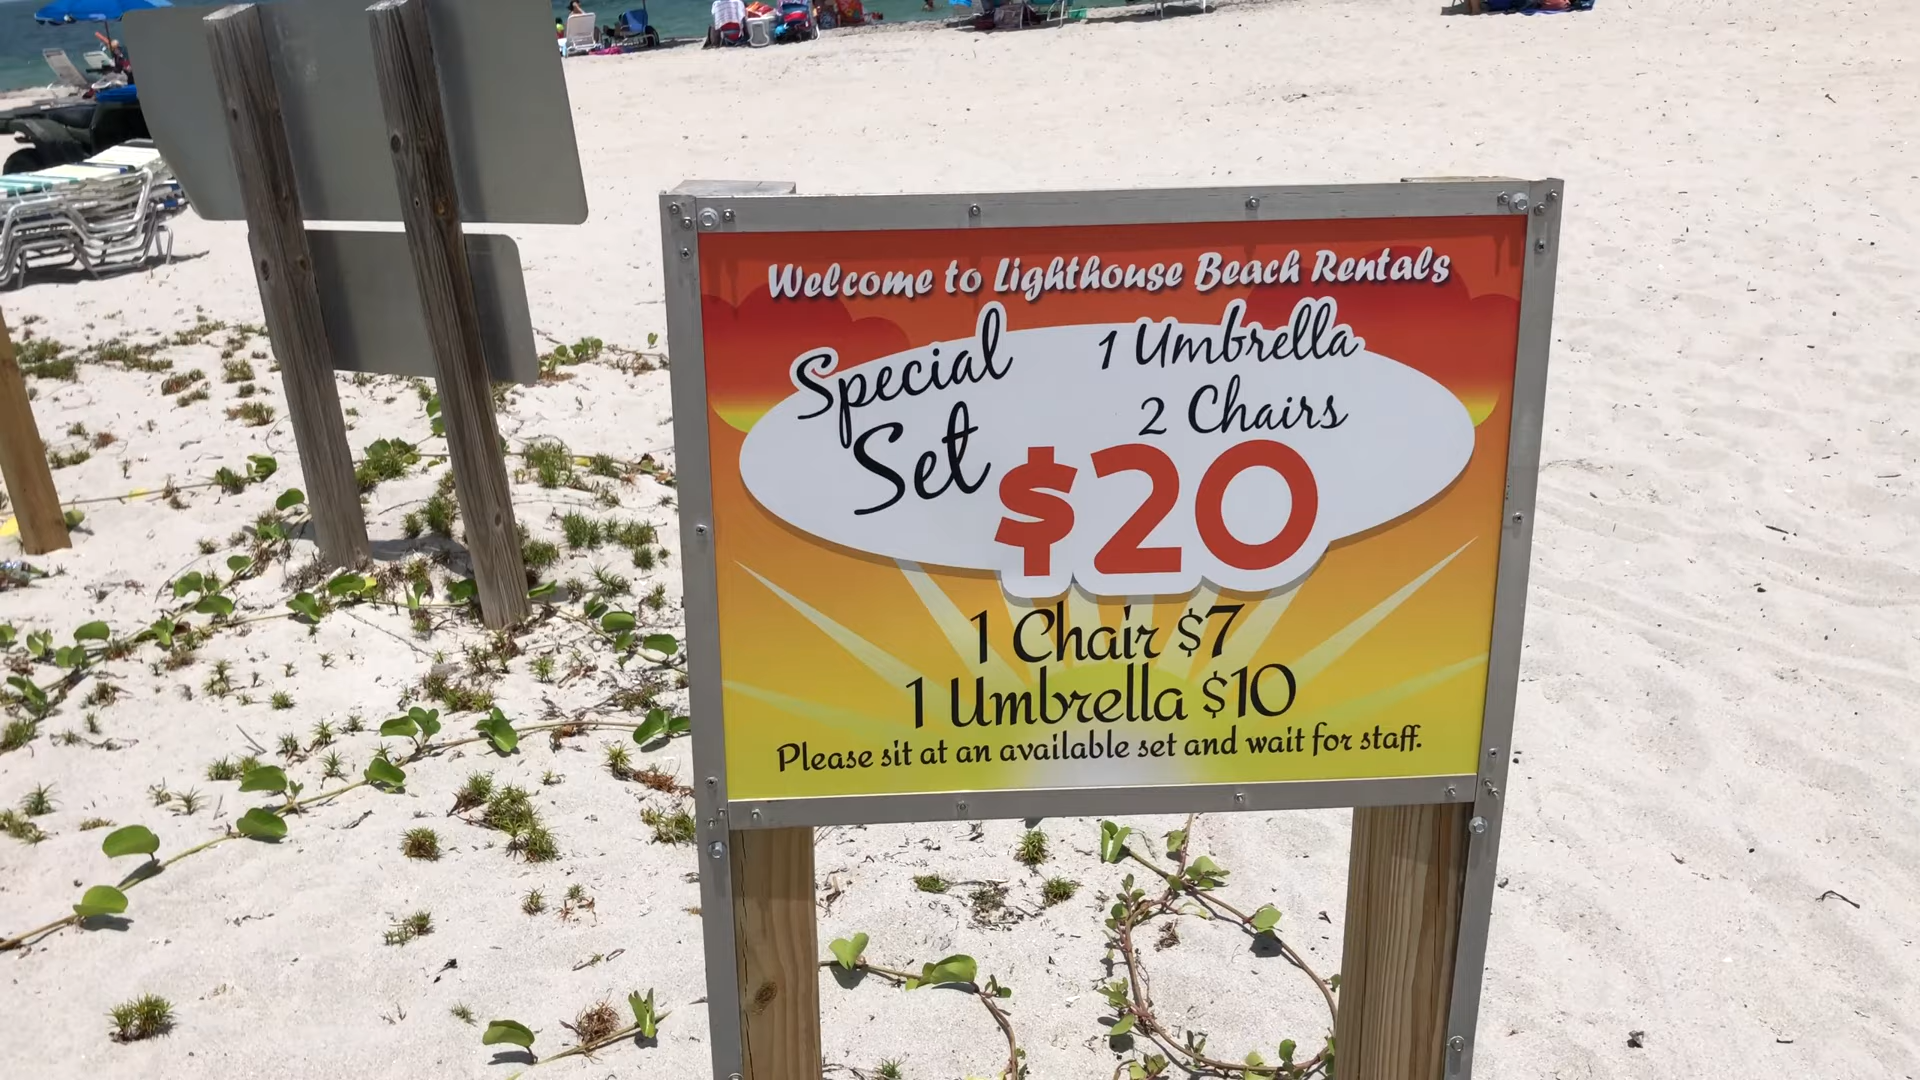 Welcome to Lighthouse Beach Rentals
Special Set
1 Umbrella
2 Chairs
$20
1 Chair $7
1 Umbrella $10
Please sit at an available set and wait for staff.